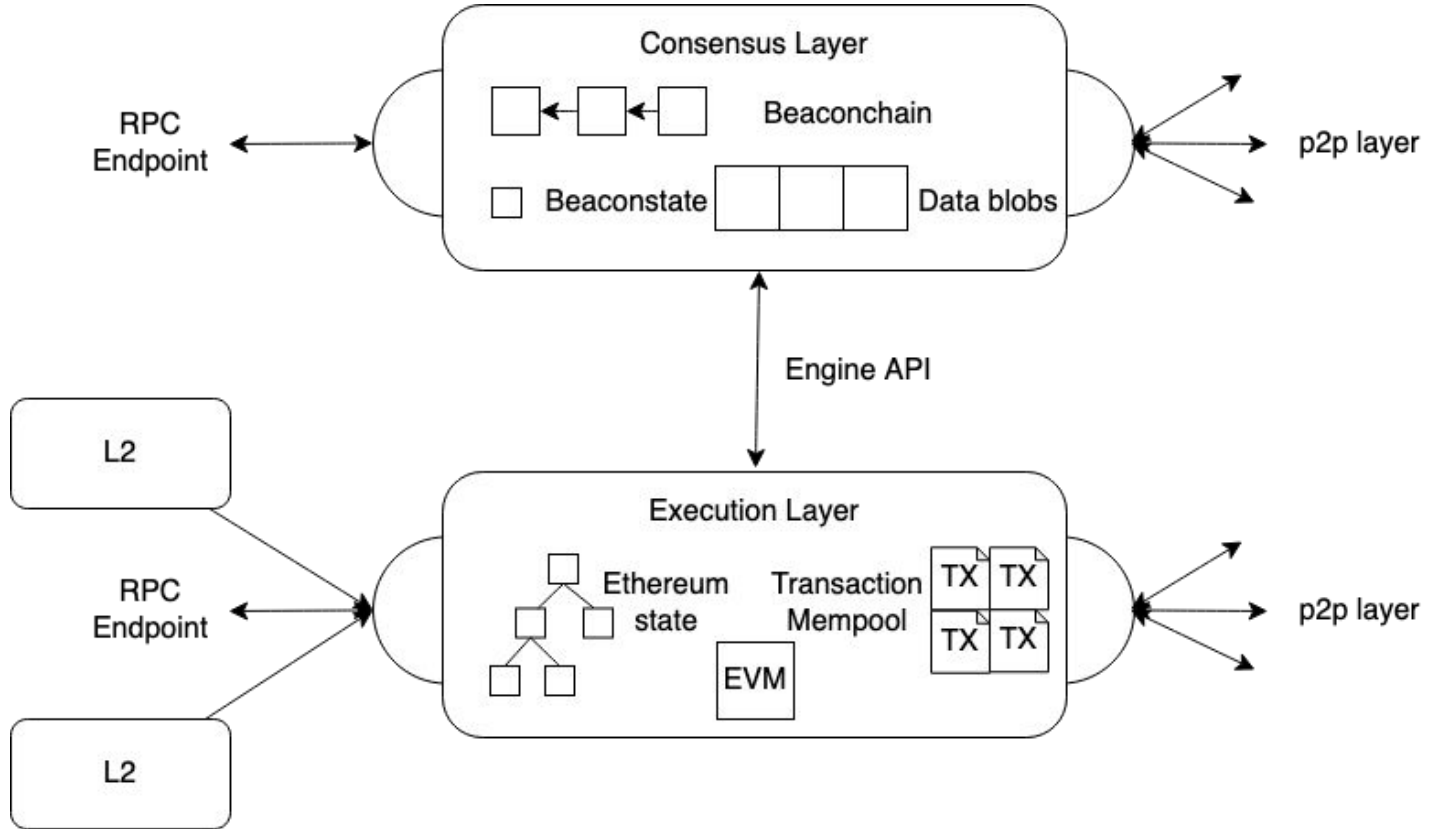 Consensus Layer
Beaconchain
RPC
Endpoint
p2p layer
Beaconstate
Data blobs
Engine API
L2
Execution Layer
TX
TX
Ethereum
state
Transaction
Mempool
RPC
Endpoint
p2p layer
TX
TX
EVM
L2